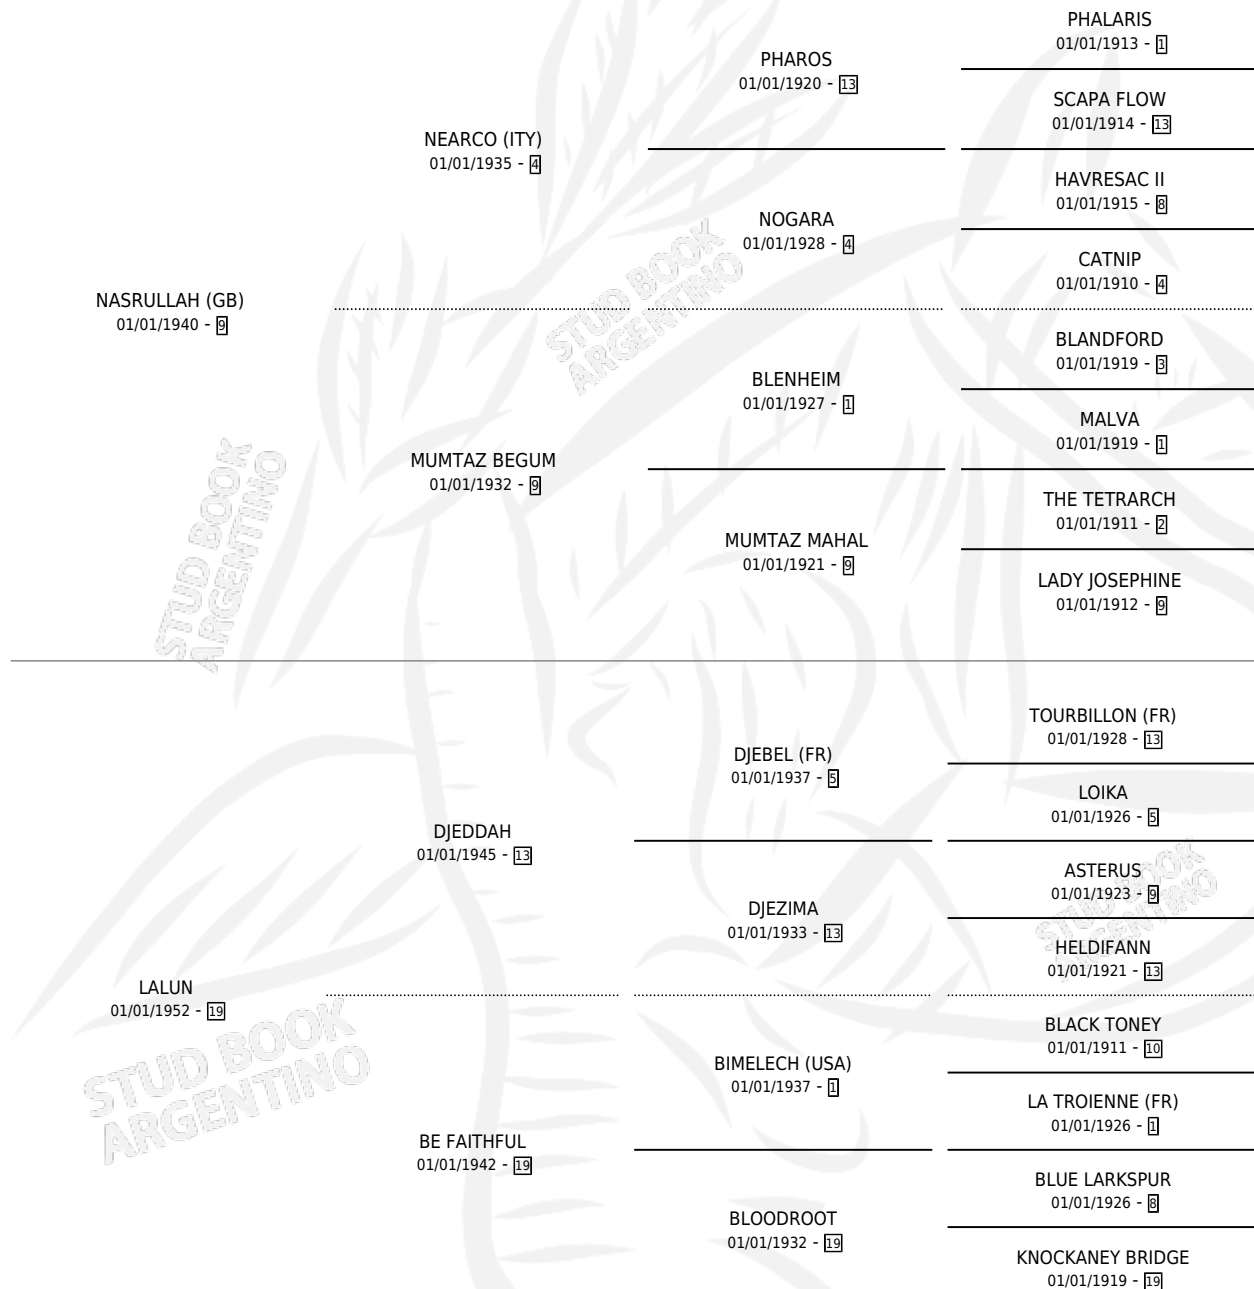 PHALARIS
01/01/1913 - 1
PHAROS
01/01/1920 - 13
SCAPA FLOW
01/01/1914 - 13
NEARCO (ITY)
01/01/1935 - 4
HAVRESAC II
01/01/1915 - 8
NOGARA
01/01/1928 - 4
CATNIP
01/01/1910 - 4
NASRULLAH (GB)
01/01/1940 - 9
STUD BOOK
ARGENTINO
BLANDFORD
01/01/1919 - 3
BLENHEIM
01/01/1927 - 1
MALVA
01/01/1919 - 1
MUMTAZ BEGUM
01/01/1932 - 9
THE TETRARCH
01/01/1911 - 2
MUMTAZ MAHAL
01/01/1921 - 9
LADY JOSEPHINE
01/01/1912 - 9
STUD BOOK
ARGENTINO
TOURBILLON (FR)
01/01/1928 - 13
DJEBEL (FR)
01/01/1937 - 5
LOIKA
01/01/1926 - 5
DJEDDAH
01/01/1945 - 13
ASTERUS
01/01/1923 - 9
DJEZIMA
01/01/1933 - 13
HELDIFANN
01/01/1921 - 13
STUD BOOK
ARGENTINO
LALUN
01/01/1952 - 19
BLACK TONEY
01/01/1911 - 10
BIMELECH (USA)
01/01/1937 - 1
LA TROIENNE (FR)
01/01/1926 - 1
STUD BOOK
ARGENTINO
BE FAITHFUL
01/01/1942 - 19
BLUE LARKSPUR
01/01/1926 - 8
BLOODROOT
01/01/1932 - 19
KNOCKANEY BRIDGE
01/01/1919 - 19